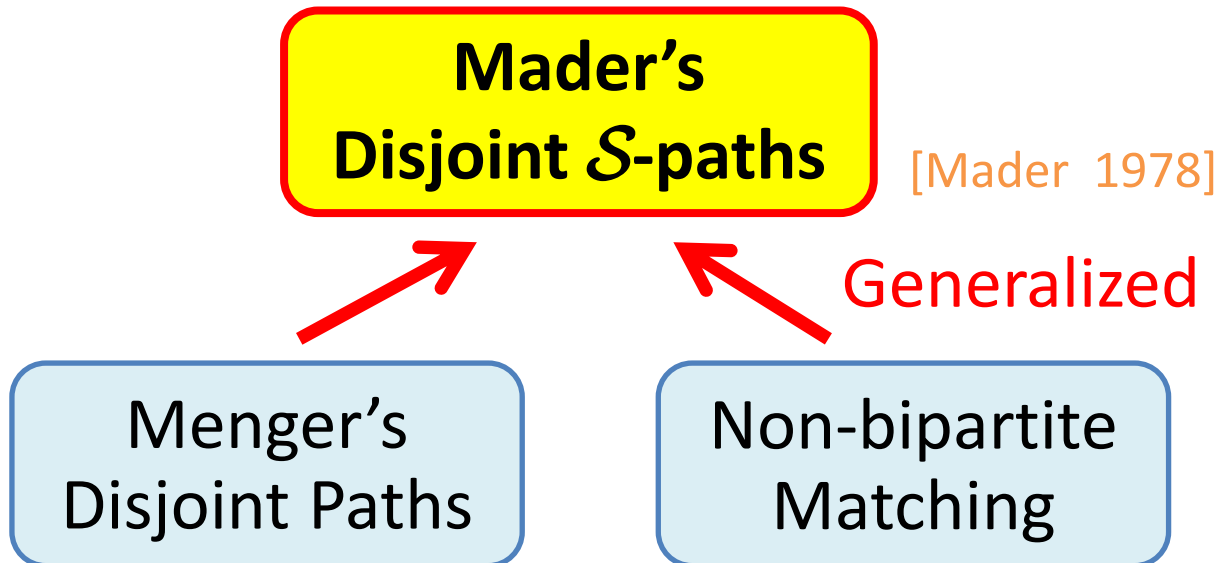 Mader’s
Disjoint 𝒮-paths
[Mader 1978]
Generalized
Menger’s
Disjoint Paths
Non-bipartite
Matching